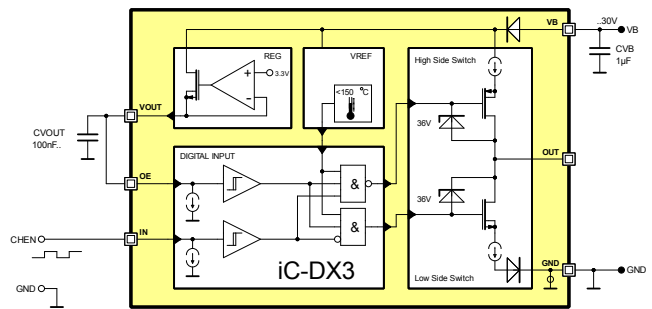 VB
..30V
VB
CVB
1µF
REG
3.3V
+
-
VREF
<150 °C
High Side Switch
36V
VOUT
CVOUT
100nF..
DIGITAL INPUT
OE
&
OUT
36V
IN
CHEN
&
iC-DX3
GND
GND
Low Side Switch
GND